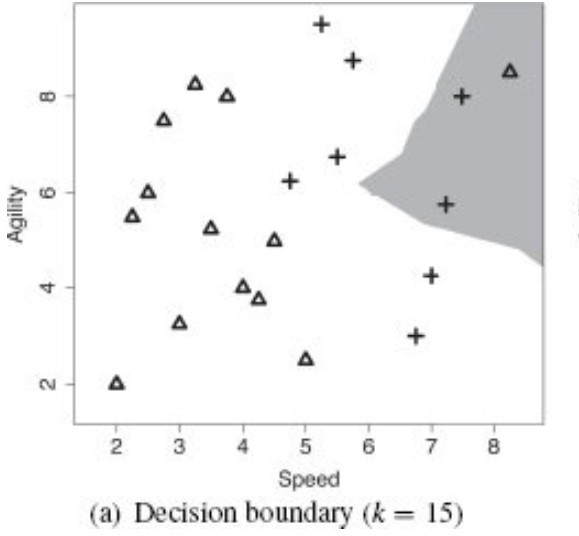 8
6
4
2
Agility
2 3 4 5 6 7 8
Speed
(a) Decision boundary (k = 15)